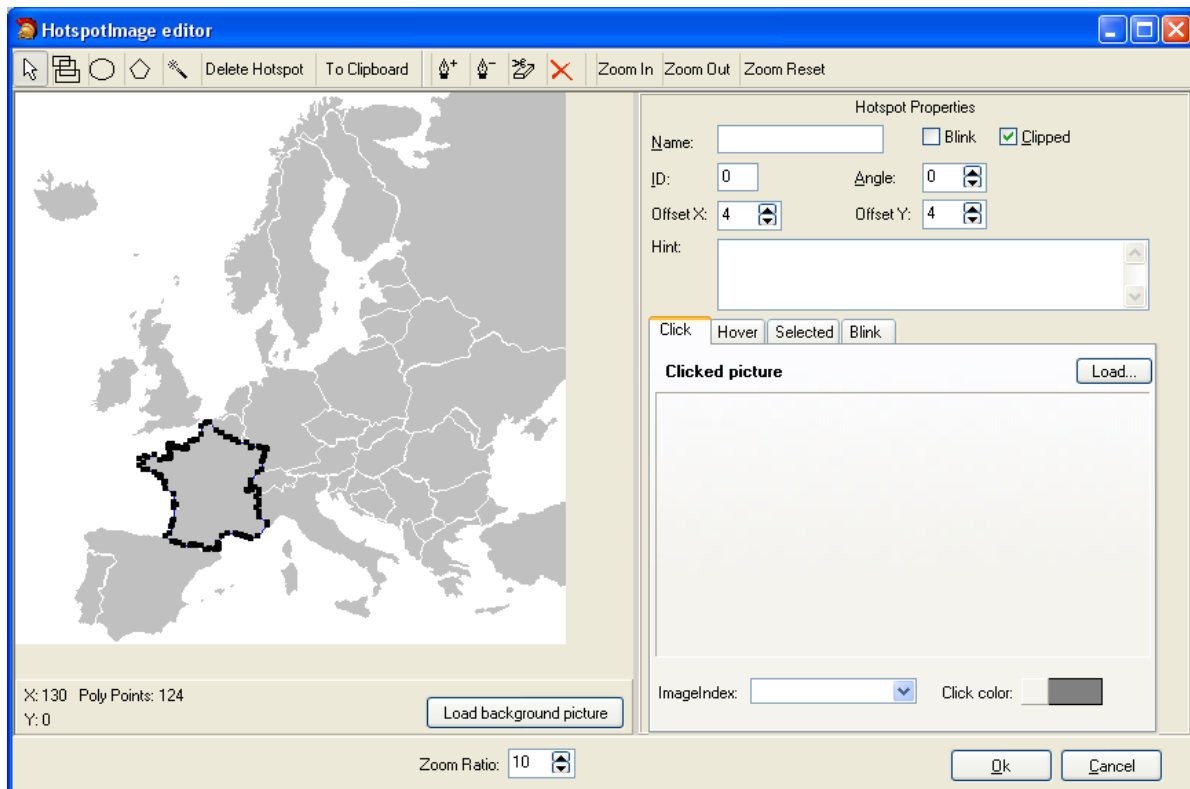 HotspotImage editor
Delete Hotspot To Clipboard Zoom In Zoom Out Zoom Reset
Hotspot Properties
Name: Blink Clipped
ID: 0 Angle: 0
Offset X: 4 Offset Y: 4
Hint:
Click Hover Selected Blink
Clicked picture Load...
ImageIndex: Click color:
X: 130 Poly Points: 124
Y: 0
Load background picture
Zoom Ratio: 10 Ok Cancel